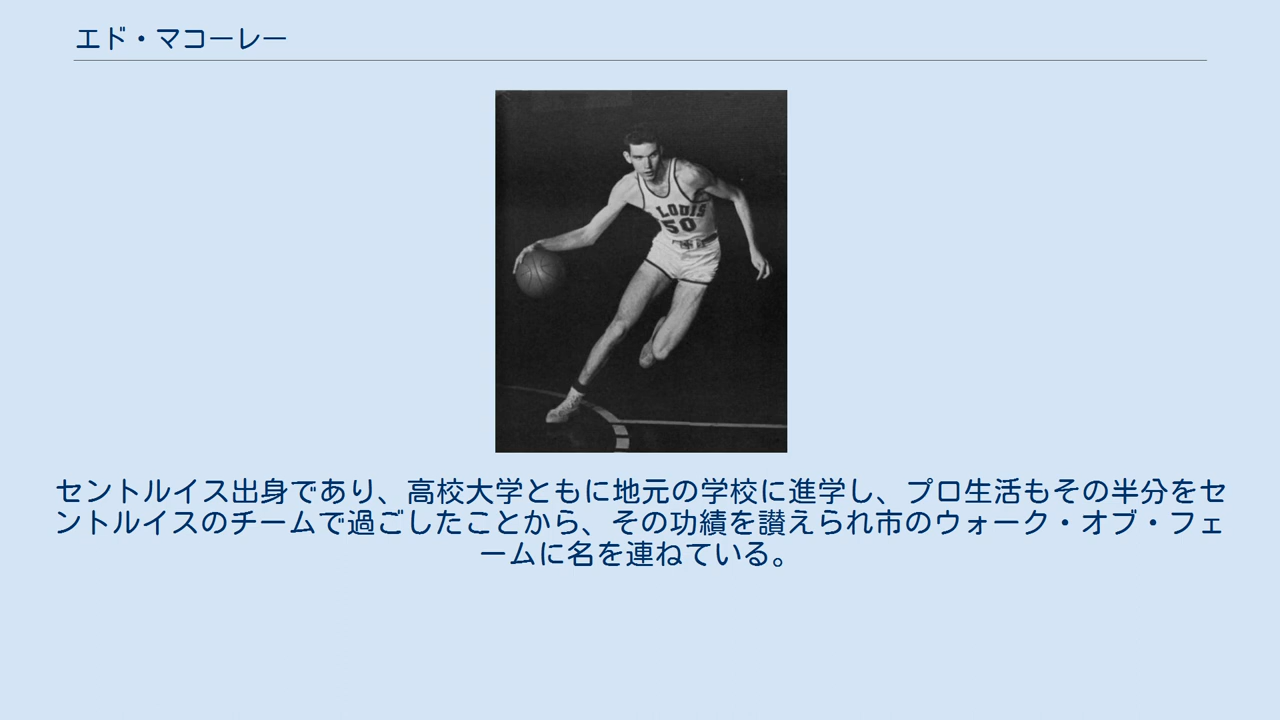 エド・マコーレー
LOUIS
50
セントルイス出身であり、高校大学ともに地元の学校に進学し、プロ生活もその半分をセ
ントルイスのチームで過ごしたことから、その功績を讃えられ市のウォーク・オブ・フェ
ームに名を連ねている。